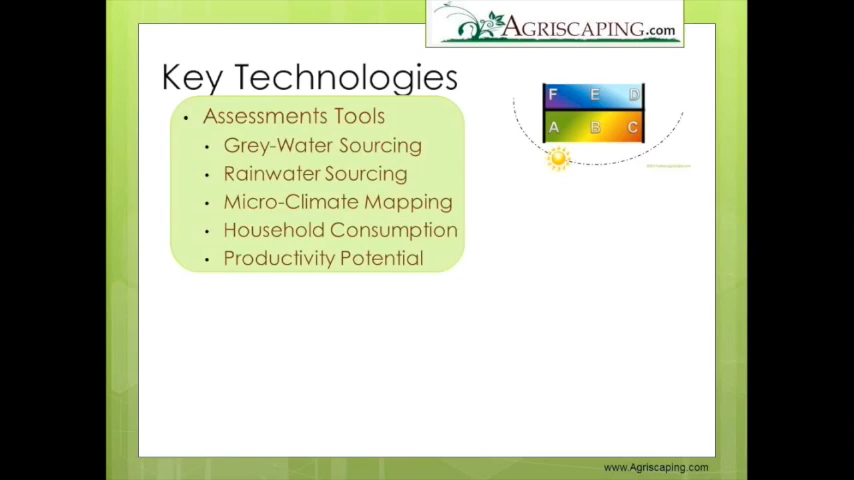 AGRISCAPING.com
Key Technologies
• Assessments Tools
• Grey-Water Sourcing
• Rainwater Sourcing
• Micro-Climate Mapping
• Household Consumption
• Productivity Potential
F E D
A B C
www.Agriscaping.com